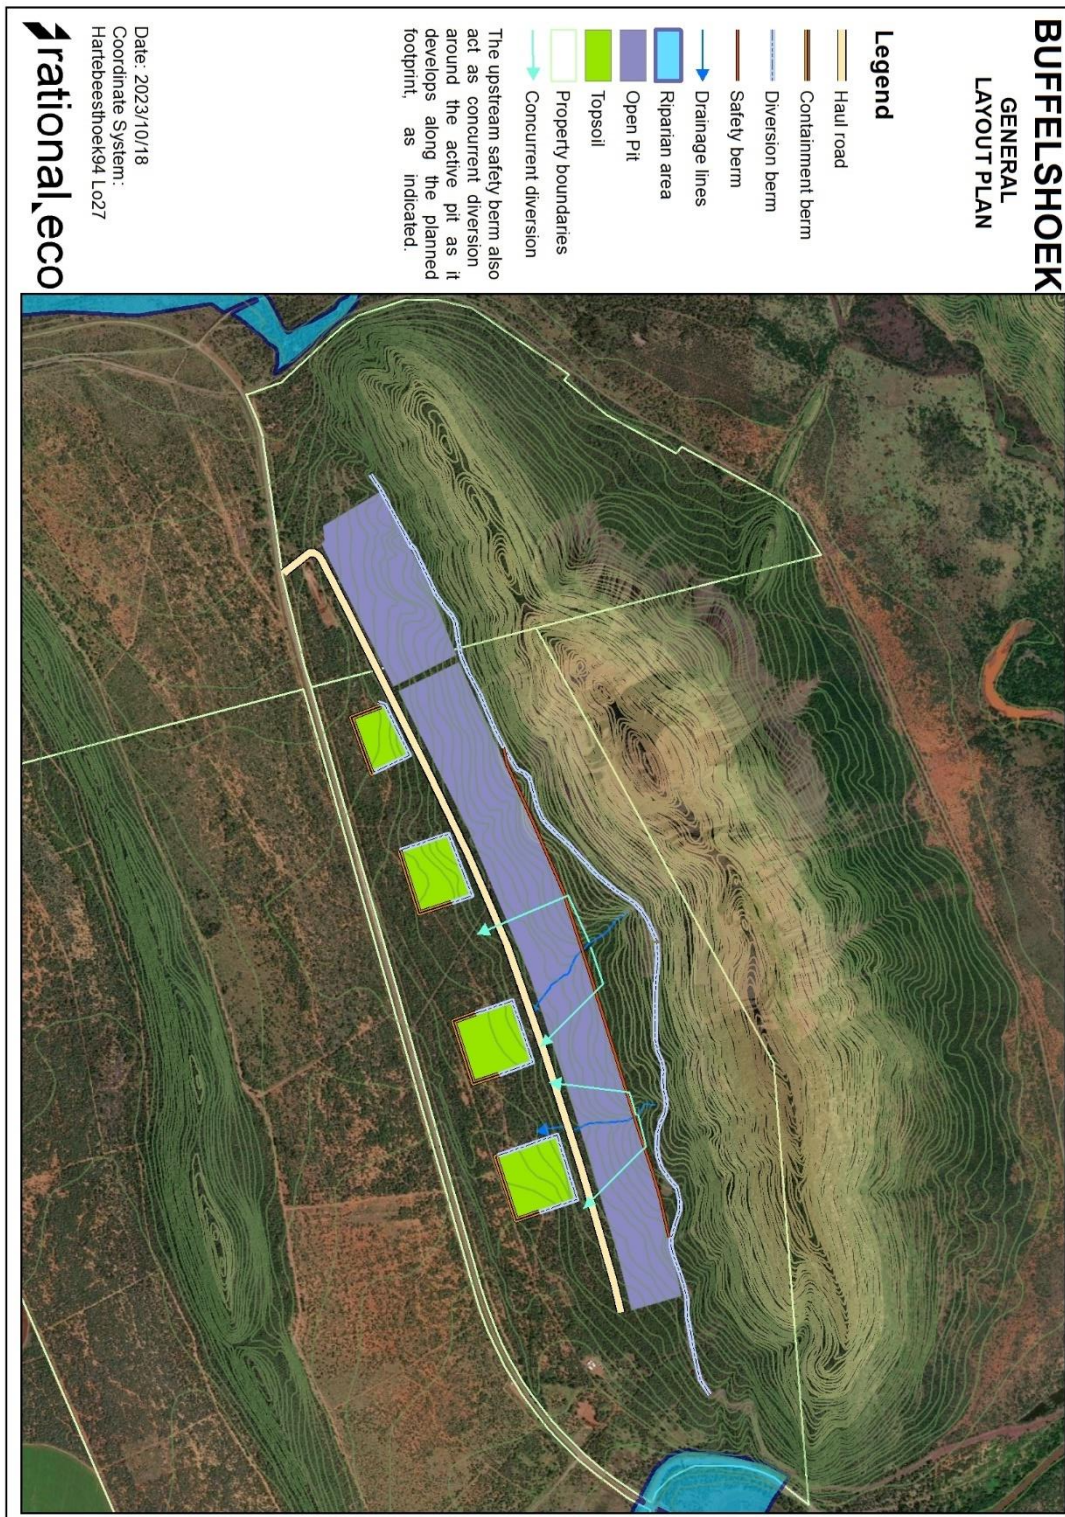 BUFFELSHOEK
GENERAL
LAYOUT PLAN
Legend
Haul road
Containment berm
Diversion berm
Safety berm
Drainage lines
Riparian area
Open Pit
Topsoil
Property boundaries
Concurrent diversion
The upstream safety berm also
act as concurrent diversion
around the active pit as it
develops along the planned
footprint, as indicated.
Date: 2023/10/18
Coordinate System:
Hartebeesthoek94 Lo27
rational eco